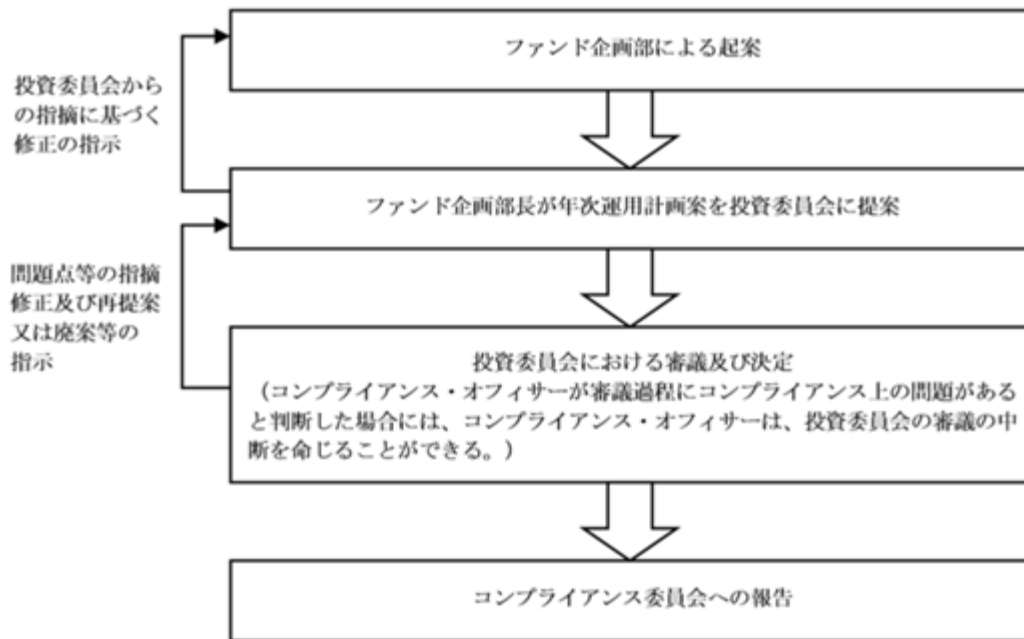 ファンド企画部による起案
投資委員会から
の指摘に基づく
修正の指示
ファンド企画部長が年次運用計画案を投資委員会に提案
問題点等の指摘
修正及び再提案
又は廃案等の
指示
投資委員会における審議及び決定
（コンプライアンス・オフィサーが審議過程にコンプライアンス上の問題がある
と判断した場合には、コンプライアンス・オフィサーは、投資委員会の審議の中
断を命じることができる。）
コンプライアンス委員会への報告